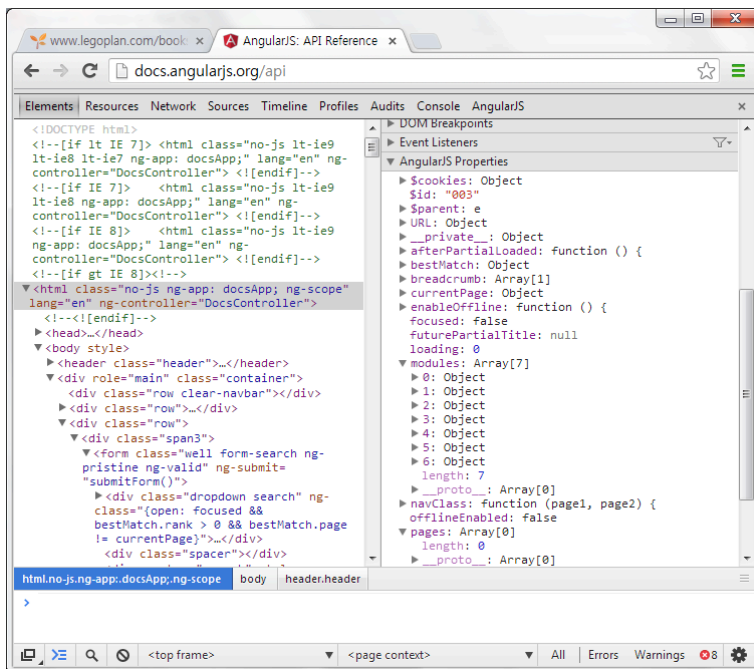 www.legoplan.com/book
AngularJS: API Reference
docs.angularjs.org/api
Elements Resources Network Sources Timeline Profiles Audits Console AngularJS
<!DOCTYPE html>
<!--[if lt IE 7]> <html class="no-js lt-ie9
lt-ie8 lt-ie7 ng-app: docsApp;" lang="en" ng-
controller="DocsController"> <![endif]-->
<!--[if IE 7]> <html class="no-js lt-ie9
lt-ie8 ng-app: docsApp;" lang="en" ng-
controller="DocsController"> <![endif]-->
<!--[if IE 8]> <html class="no-js lt-ie9
ng-app: docsApp;" lang="en" ng-
controller="DocsController"> <![endif]-->
<!--[if gt IE 8]><!-->
<html class="no-js ng-app: docsApp; ng-scope"
lang="en" ng-controller="DocsController">
<!--<![endif]-->
<head>…</head>
<body style>
<header class="header">…</header>
<div role="main" class="container">
<div class="row clear-navbar"></div>
<div class="row">…</div>
<div class="row">
<div class="span3">
<form class="well form-search ng-
pristine ng-valid" ng-submit=
"submitForm()">
<div class="dropdown search" ng-
class="{open: focused &&
bestMatch.rank > 0 && bestMatch.page
!= currentPage}">…</div>
<div class="spacer"></div>
DOM Breakpoints
Event Listeners
AngularJS Properties
$cookies: Object
$id: "003"
$parent: e
URL: Object
__private__: Object
afterPartialLoaded: function () {
bestMatch: Object
breadcrumb: Array[1]
currentPage: Object
enableOffline: function () {
focused: false
futurePartialTitle: null
loading: 0
modules: Array[7]
0: Object
1: Object
2: Object
3: Object
4: Object
5: Object
6: Object
length: 7
__proto__: Array[0]
navClass: function (page1, page2) {
offlineEnabled: false
pages: Array[0]
length: 0
__proto__: Array[0]
html.no-js.ng-app:.docsApp;.ng-scope body header.header
<top frame> <page context> All Errors Warnings 8